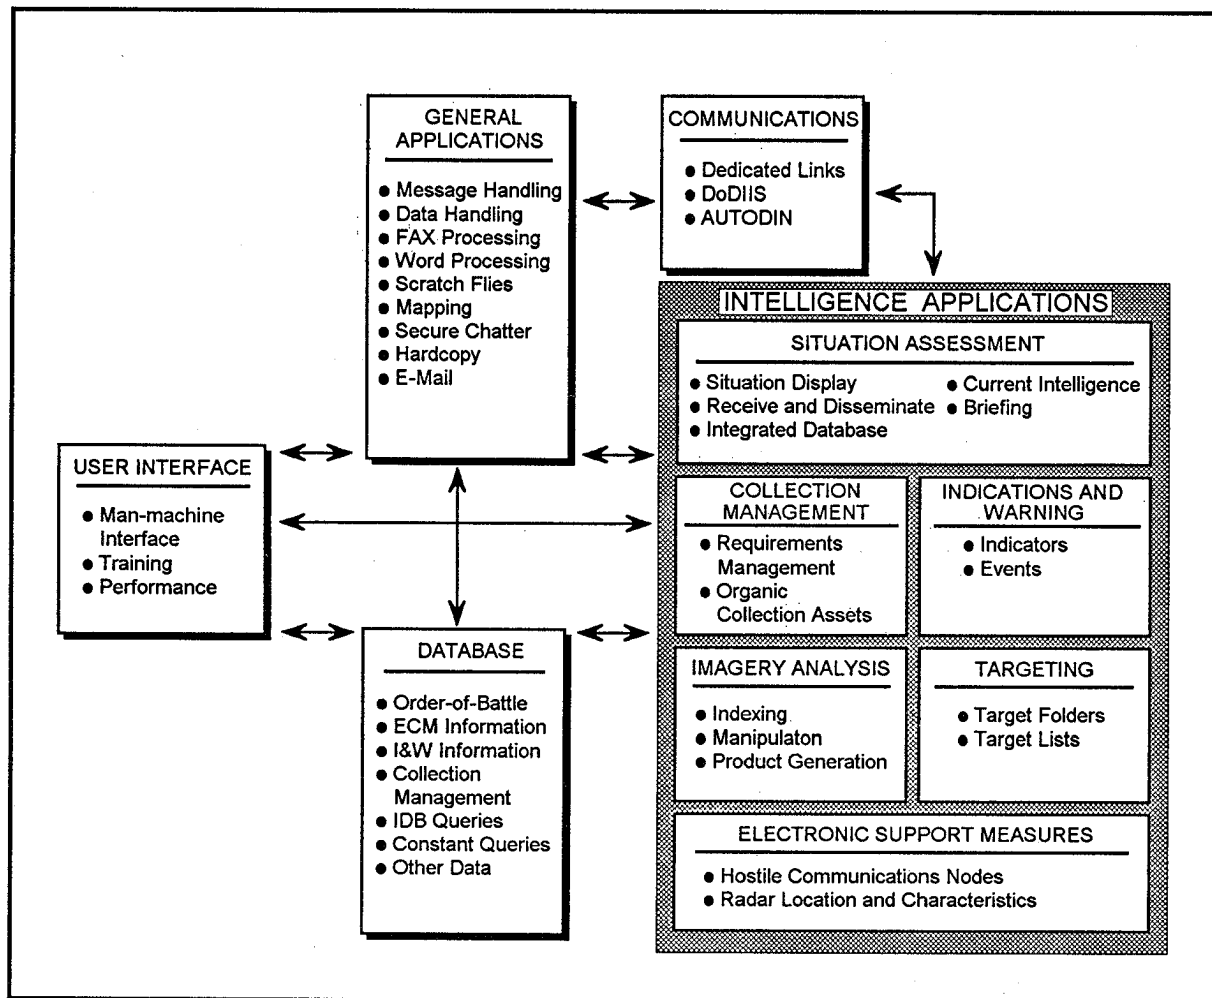 GENERAL
APPLICATIONS
● Message Handling
● Data Handling
● FAX Processing
● Word Processing
● Scratch Flies
● Mapping
● Secure Chatter
● Hardcopy
● E-Mail
COMMUNICATIONS
● Dedicated Links
● DoDIIS
● AUTODIN
USER INTERFACE
● Man-machine
Interface
● Training
● Performance
DATABASE
● Order-of-Battle
● ECM Information
● I&W Information
● Collection
Management
● IDB Queries
● Constant Queries
● Other Data
INTELLIGENCE APPLICATIONS
SITUATION ASSESSMENT
● Situation Display
● Receive and Disseminate
● Integrated Database
● Current Intelligence
● Briefing
COLLECTION
MANAGEMENT
● Requirements
Management
● Organic
Collection Assets
INDICATIONS AND
WARNING
● Indicators
● Events
IMAGERY ANALYSIS
● Indexing
● Manipulaton
● Product Generation
TARGETING
● Target Folders
● Target Lists
ELECTRONIC SUPPORT MEASURES
● Hostile Communications Nodes
● Radar Location and Characteristics